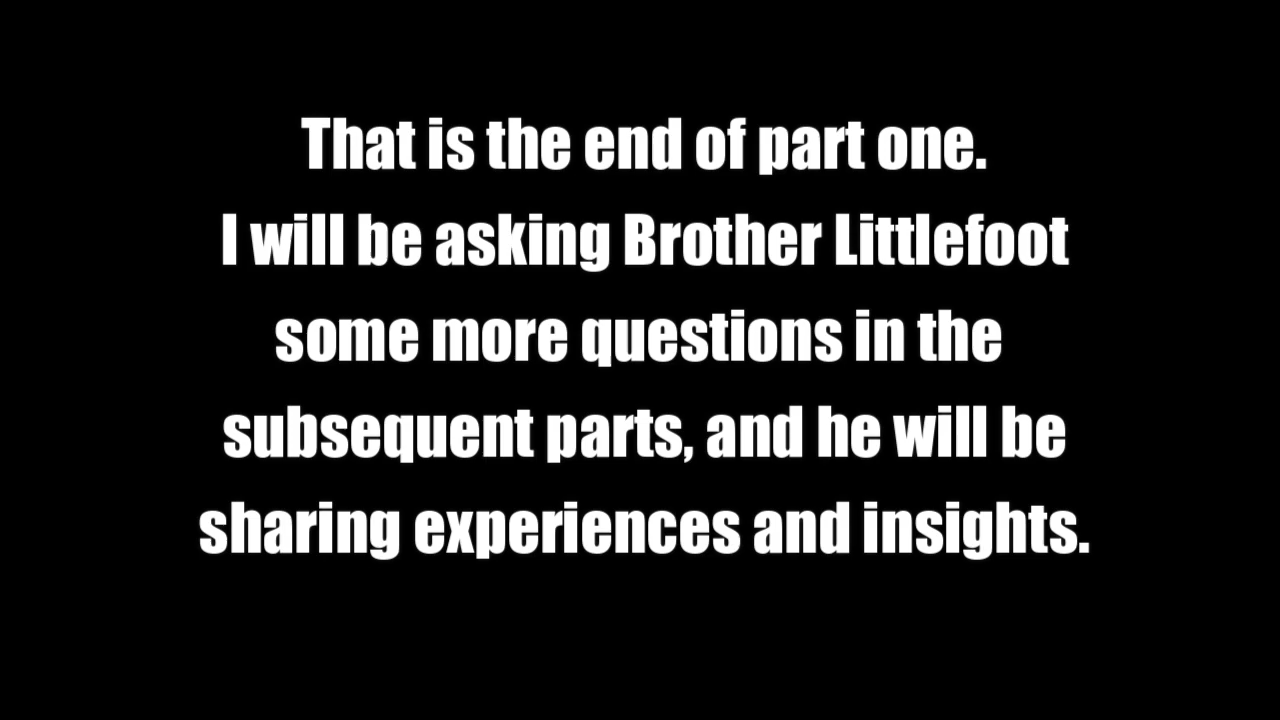 That is the end of part one.
I will be asking Brother Littlefoot
some more questions in the
subsequent parts, and he will be
sharing experiences and insights.